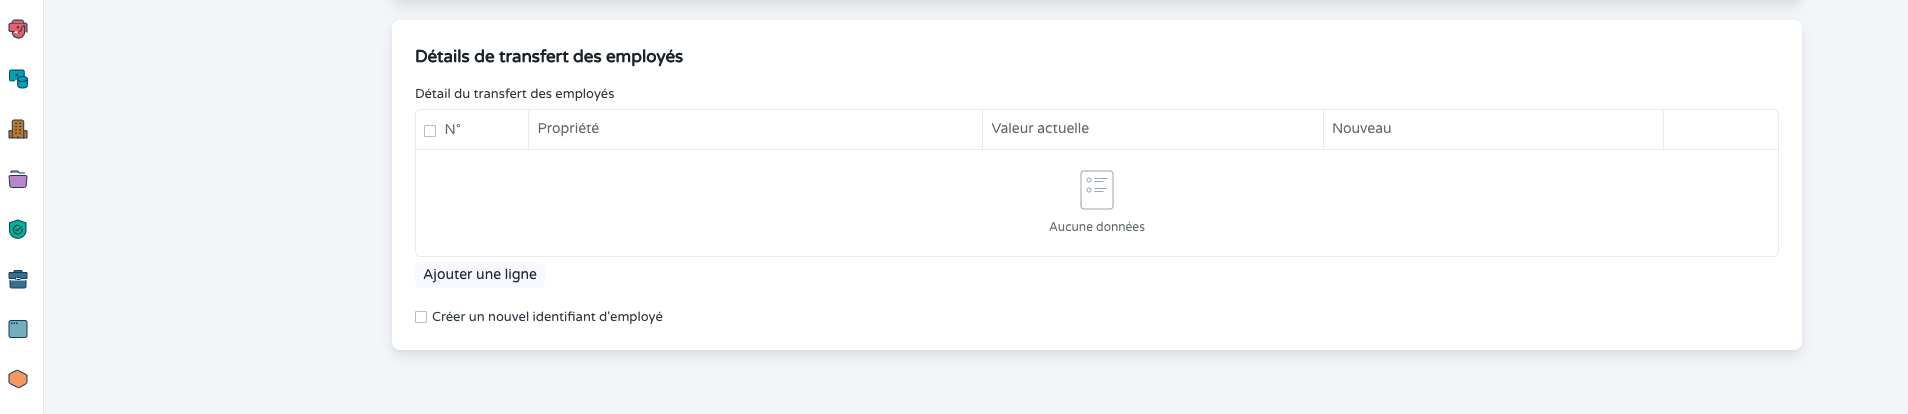 Détails de transfert des employés
Détail du transfert des employés
N° Propriété Valeur actuelle Nouveau
Aucune données
Ajouter une ligne
Créer un nouvel identifiant d'employé